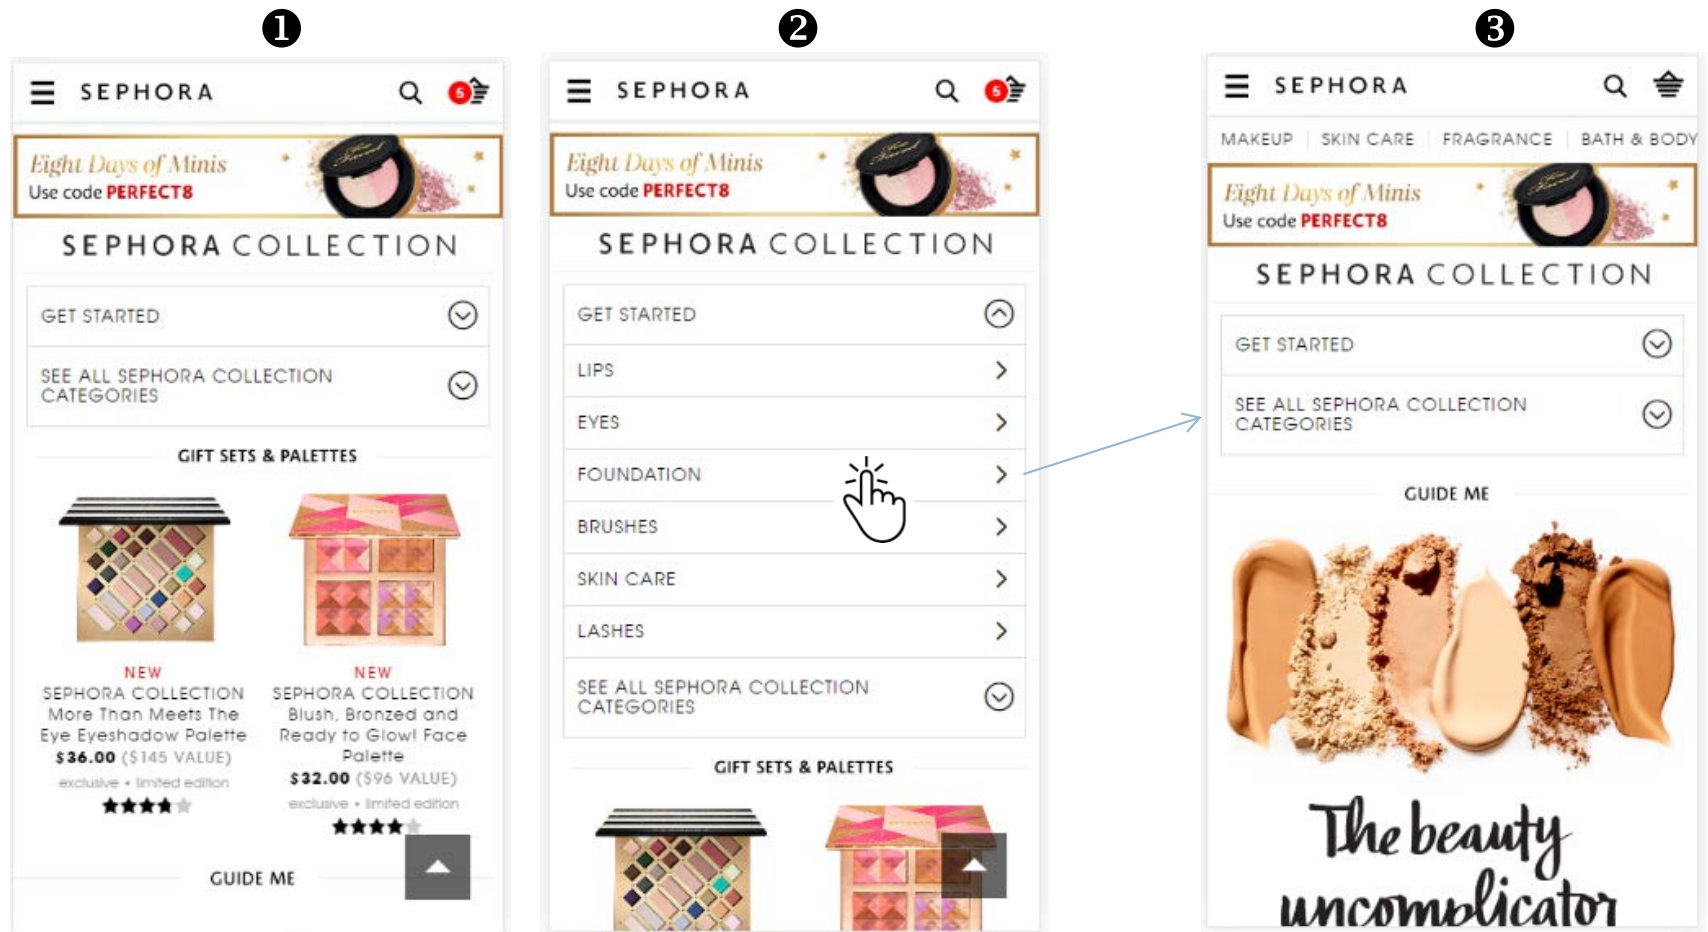 1
SEPHORA
5
Eight Days of Minis
Use code PERFECT8
SEPHORA COLLECTION
GET STARTED
SEE ALL SEPHORA COLLECTION
CATEGORIES
GIFT SETS & PALETTES
NEW
SEPHORA COLLECTION
More Than Meets The
Eye Eyeshadow Palette
$36.00 ($145 VALUE)
exclusive • limited edition
NEW
SEPHORA COLLECTION
Blush, Bronzed and
Ready to Glow! Face
Palette
$32.00 ($96 VALUE)
exclusive • limited edition
GUIDE ME
2
SEPHORA
5
Eight Days of Minis
Use code PERFECT8
SEPHORA COLLECTION
GET STARTED
LIPS
EYES
FOUNDATION
BRUSHES
SKIN CARE
LASHES
SEE ALL SEPHORA COLLECTION
CATEGORIES
GIFT SETS & PALETTES
3
SEPHORA
MAKEUP SKIN CARE FRAGRANCE BATH & BODY
Eight Days of Minis
Use code PERFECT8
SEPHORA COLLECTION
GET STARTED
SEE ALL SEPHORA COLLECTION
CATEGORIES
GUIDE ME
The beauty
uncomplicator